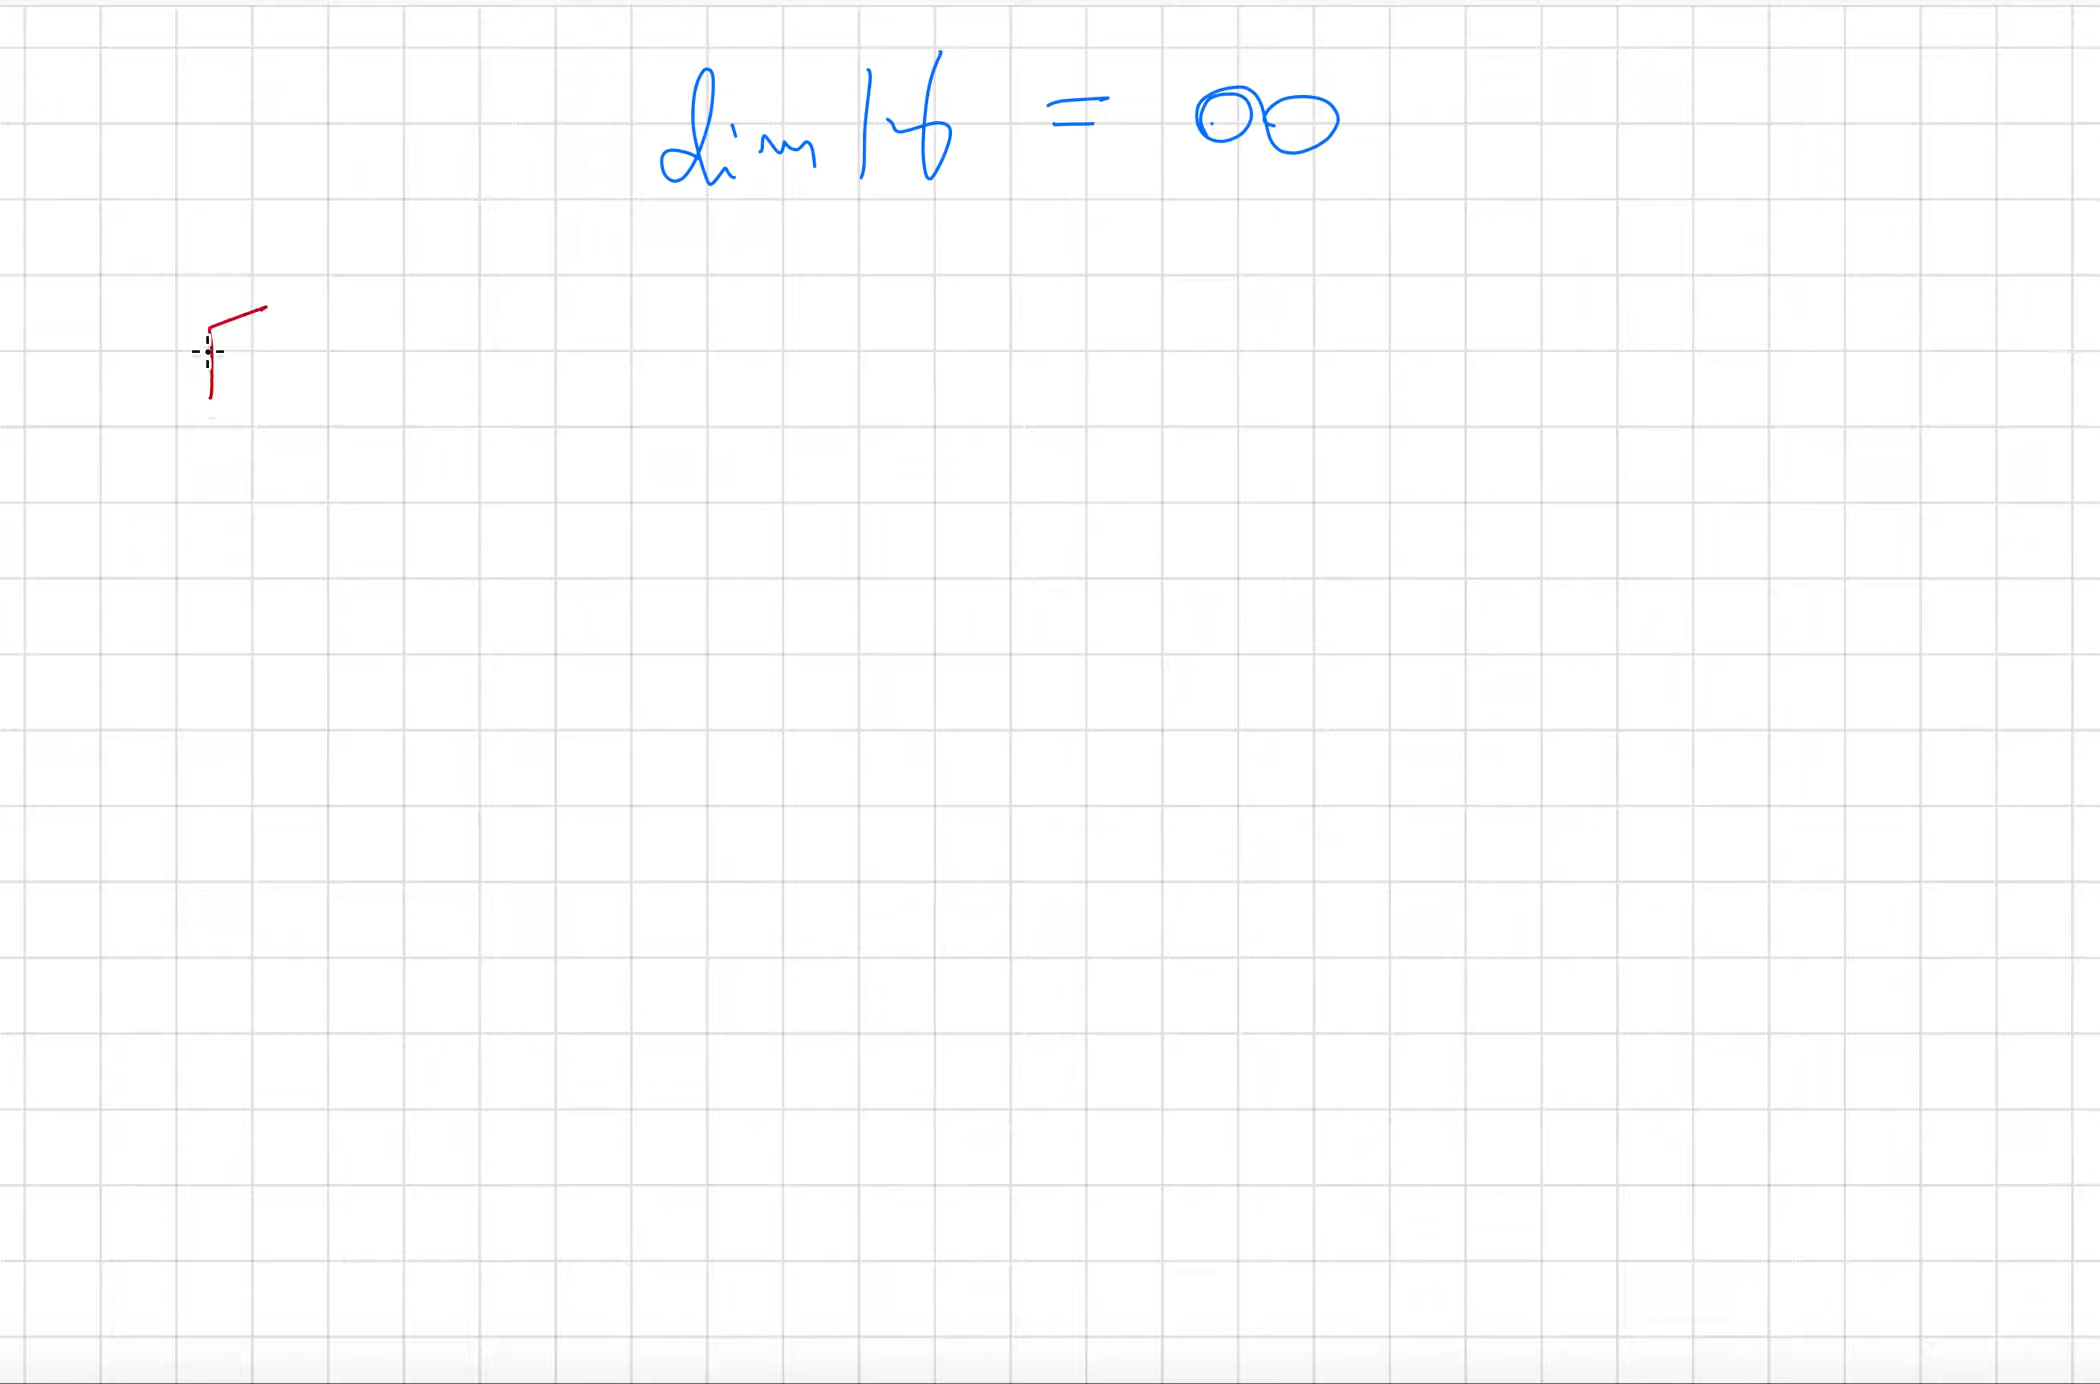 dim H = ∞